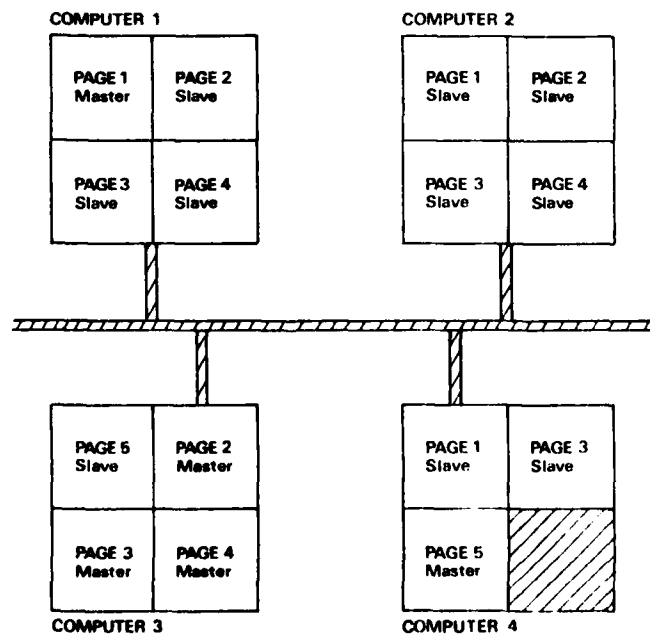 COMPUTER 1
PAGE 1
Master
PAGE 2
Slave
PAGE 3
Slave
PAGE 4
Slave
COMPUTER 2
PAGE 1
Slave
PAGE 2
Slave
PAGE 3
Slave
PAGE 4
Slave
PAGE 5
Slave
PAGE 2
Master
PAGE 3
Master
PAGE 4
Master
COMPUTER 3
PAGE 1
Slave
PAGE 3
Slave
PAGE 5
Master
COMPUTER 4